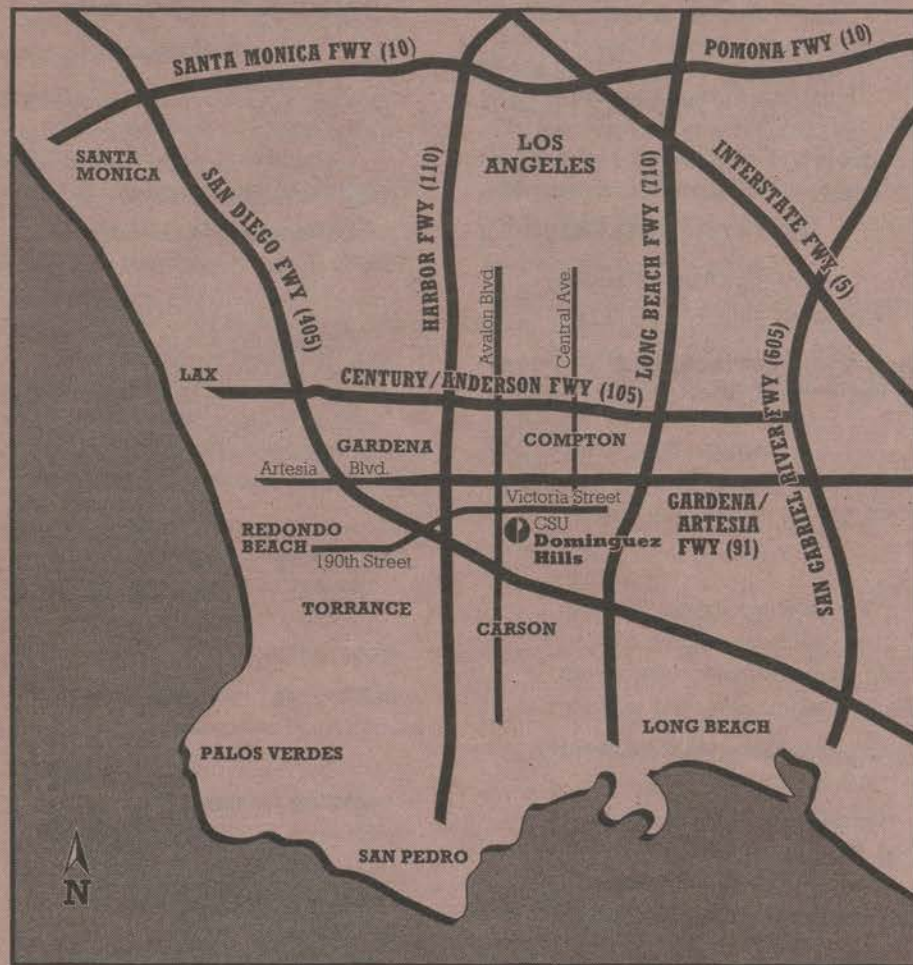 SANTA MONICA FWY (10)
POMONA FWY (10)
SANTA
MONICA
LOS
ANGELES
SAN DIEGO FWY (405)
HARBOR FWY (110)
LONG BEACH FWY (710)
INTERSTATE FWY (5)
Avalon Blvd.
Central Ave.
LAX
CENTURY/ANDERSON FWY (105)
SAN GABRIEL RIVER FWY (605)
GARDENA
COMPTON
Artesia Blvd.
Victoria Street
GARDENA/
ARTESIA
FWY (91)
REDONDO
BEACH
190th Street
CSU
Dominguez
Hills
TORRANCE
CARSON
LONG BEACH
PALOS VERDES
SAN PEDRO
N